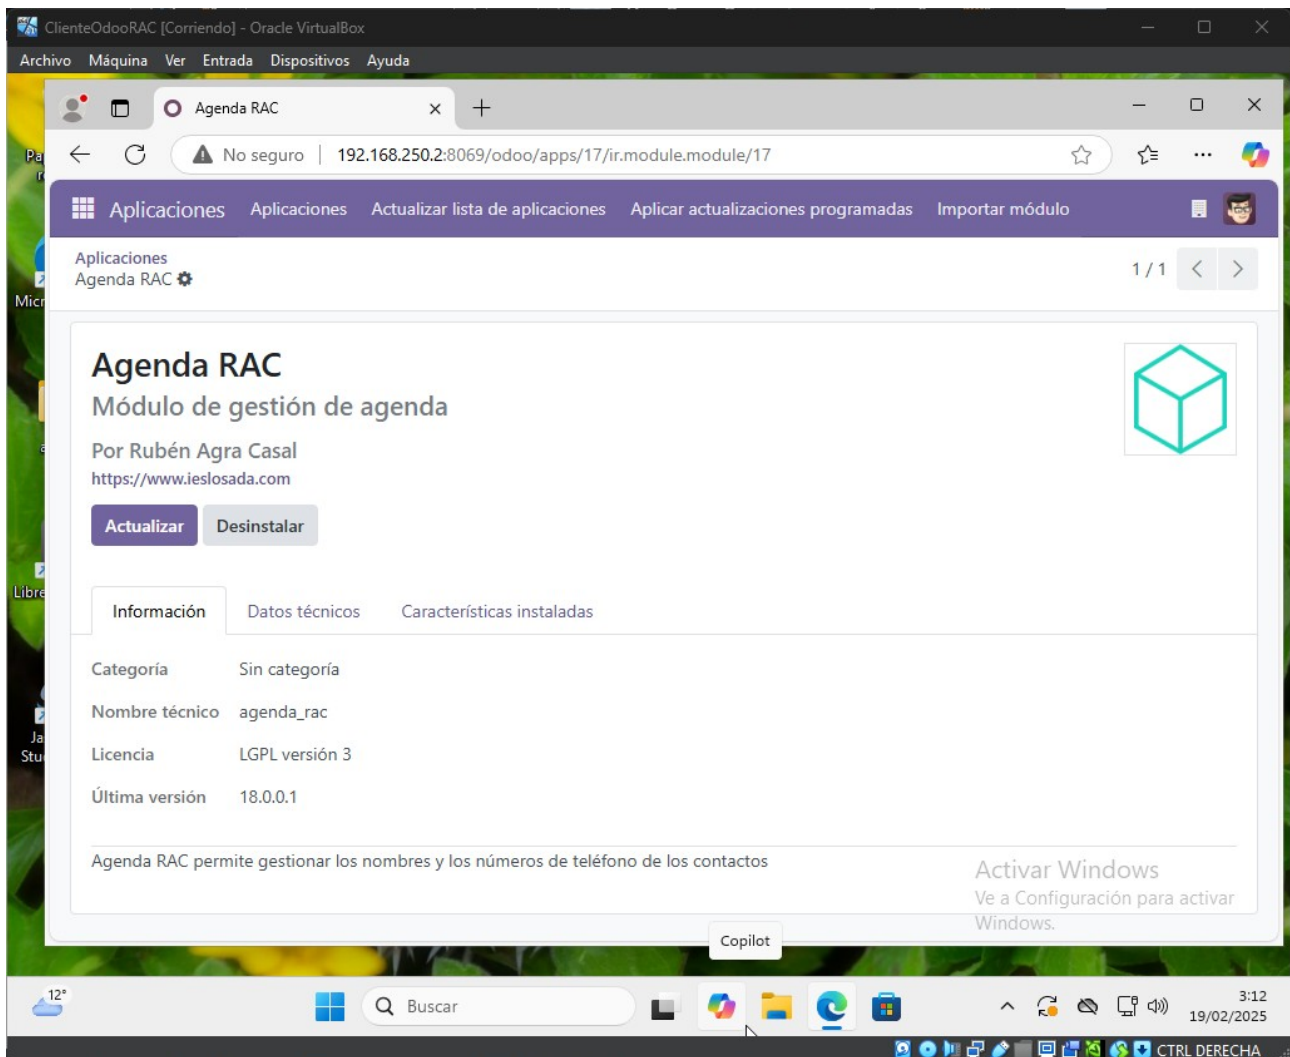 ClienteOdooRAC [Corriendo] - Oracle VirtualBox
Archivo Máquina Ver Entrada Dispositivos Ayuda
Agenda RAC
No seguro 192.168.250.2:8069/odoo/apps/17/ir.module.module/17
Aplicaciones Aplicaciones Actualizar lista de aplicaciones Aplicar actualizaciones programadas Importar módulo
Aplicaciones
Agenda RAC
1 / 1
Micr
Agenda RAC
Módulo de gestión de agenda
Por Rubén Agra Casal
https://www.ieslosada.com
Actualizar Desinstalar
Libre
Información Datos técnicos Características instaladas
Categoría Sin categoría
Nombre técnico agenda_rac
Ja
Stu
Licencia LGPL versión 3
Última versión 18.0.0.1
Agenda RAC permite gestionar los nombres y los números de teléfono de los contactos
Activar Windows
Ve a Configuración para activar
Windows.
Copilot
12°
Buscar
3:12
19/02/2025
CTRL DERECHA